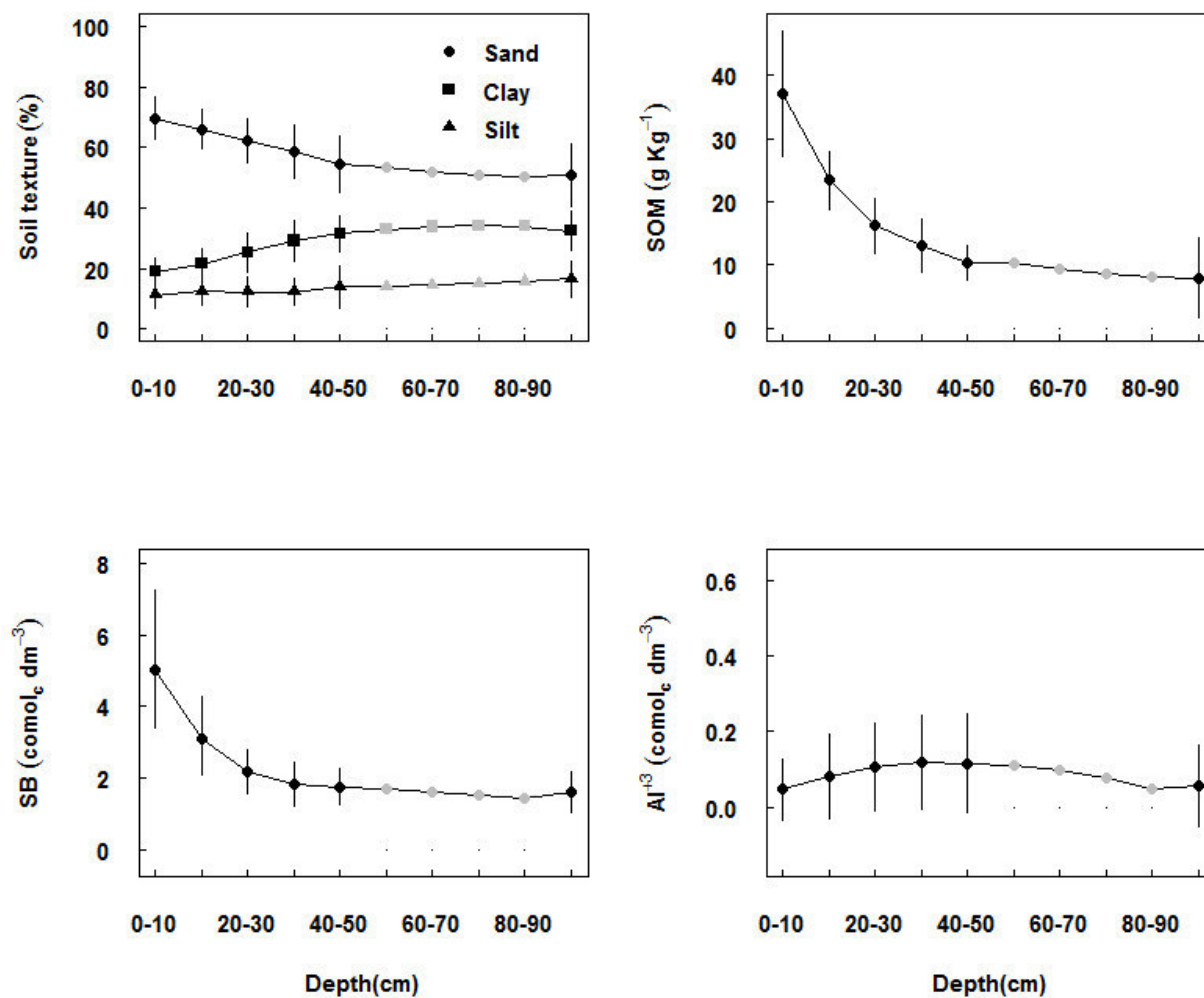 Soil texture (%)
100
80
60
40
20
0
Sand
Clay
Silt
0-10 20-30 40-50 60-70 80-90
SOM (g Kg⁻¹)
40
30
20
10
0
0-10 20-30 40-50 60-70 80-90
SB (comol_c dm⁻³)
8
6
4
2
0
0-10 20-30 40-50 60-70 80-90
Depth(cm)
Al⁺³ (comol_c dm⁻³)
0.6
0.4
0.2
0.0
0-10 20-30 40-50 60-70 80-90
Depth(cm)